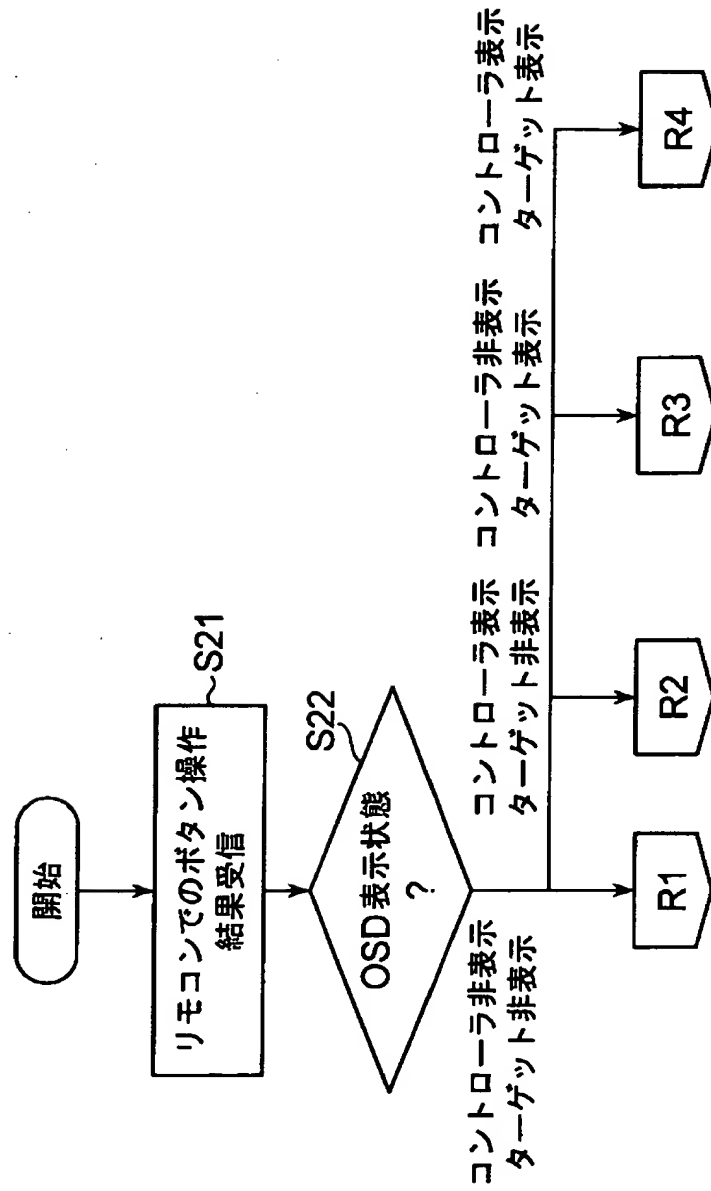 開始
リモコンでのボタン操作
結果受信
S21
OSD表示状態
?
S22
コントローラ非表示
ターゲット非表示
コントローラ表示
ターゲット非表示
コントローラ非表示
ターゲット表示
コントローラ表示
ターゲット表示
R1
R2
R3
R4